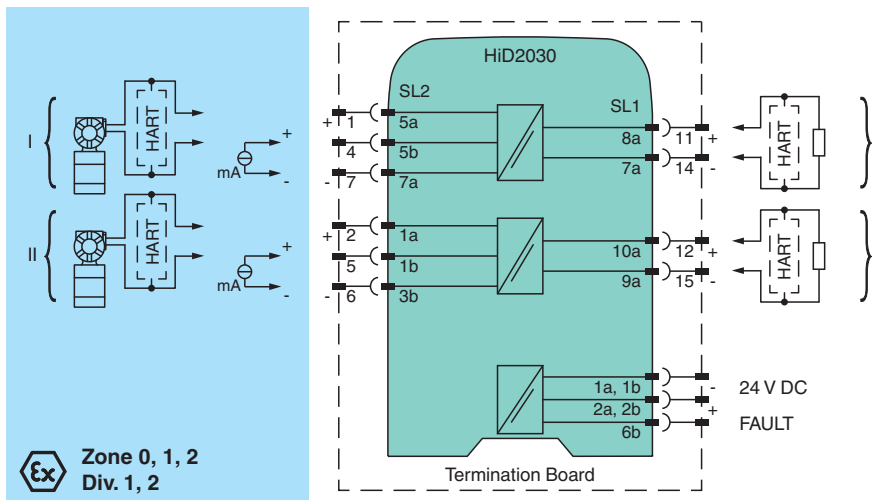 HiD2030
SL2
SL1
I
HART
mA
+
-
+ 1 5a
4 5b
- 7 7a
8a 11 +
7a 14 -
HART
II
HART
mA
+
-
+ 2 1a
5 1b
- 6 3b
10a 12 +
9a 15 -
HART
1a, 1b - 24 V DC
2a, 2b +
6b FAULT
Ex Zone 0, 1, 2
Div. 1, 2
Termination Board